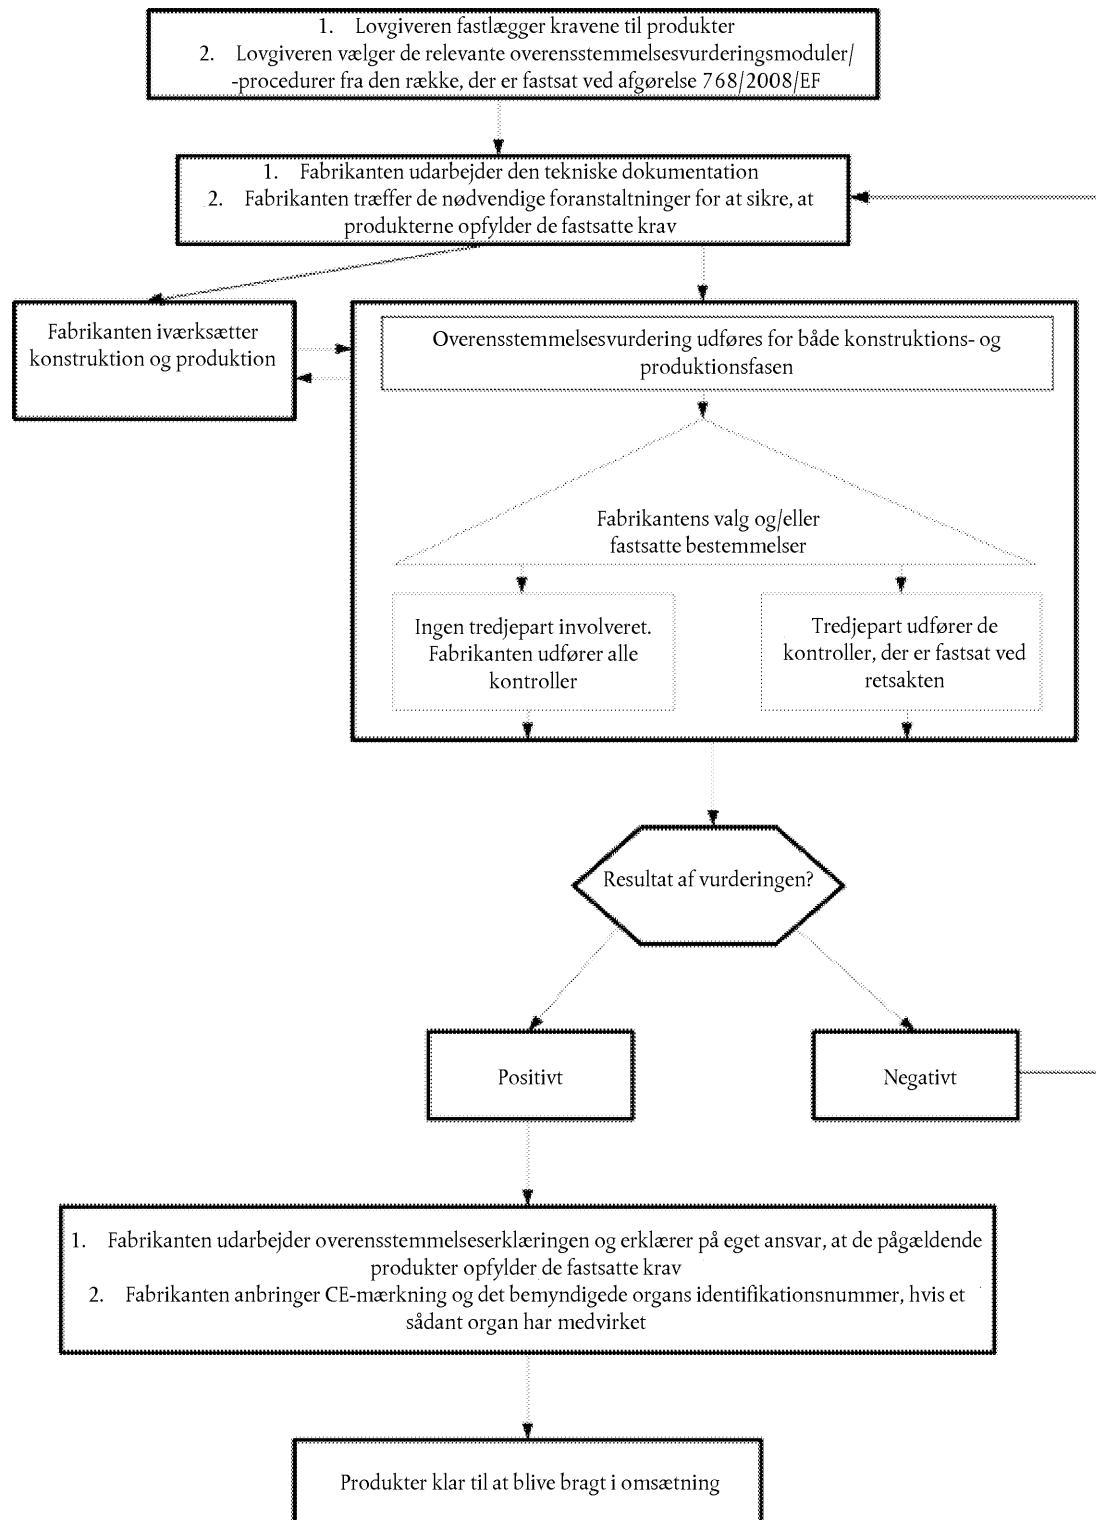 1. Lovgiveren fastlægger kravene til produkter
2. Lovgiveren vælger de relevante overensstemmelsesvurderingsmoduler/
-procedurer fra den række, der er fastsat ved afgørelse 768/2008/EF
1. Fabrikanten udarbejder den tekniske dokumentation
2. Fabrikanten træffer de nødvendige foranstaltninger for at sikre, at
produkterne opfylder de fastsatte krav
Fabrikanten iværksætter
konstruktion og produktion
Overensstemmelsesvurdering udføres for både konstruktions- og
produktionsfasen
Fabrikantens valg og/eller
fastsatte bestemmelser
Ingen tredjepart involveret.
Fabrikanten udfører alle
kontroller
Tredjepart udfører de
kontroller, der er fastsat ved
retsakten
Resultat af vurderingen?
Positivt
Negativt
1. Fabrikanten udarbejder overensstemmelseserklæringen og erklærer på eget ansvar, at de pågældende
produkter opfylder de fastsatte krav
2. Fabrikanten anbringer CE-mærkning og det bemyndigede organs identifikationsnummer, hvis et
sådant organ har medvirket
Produkter klar til at blive bragt i omsætning